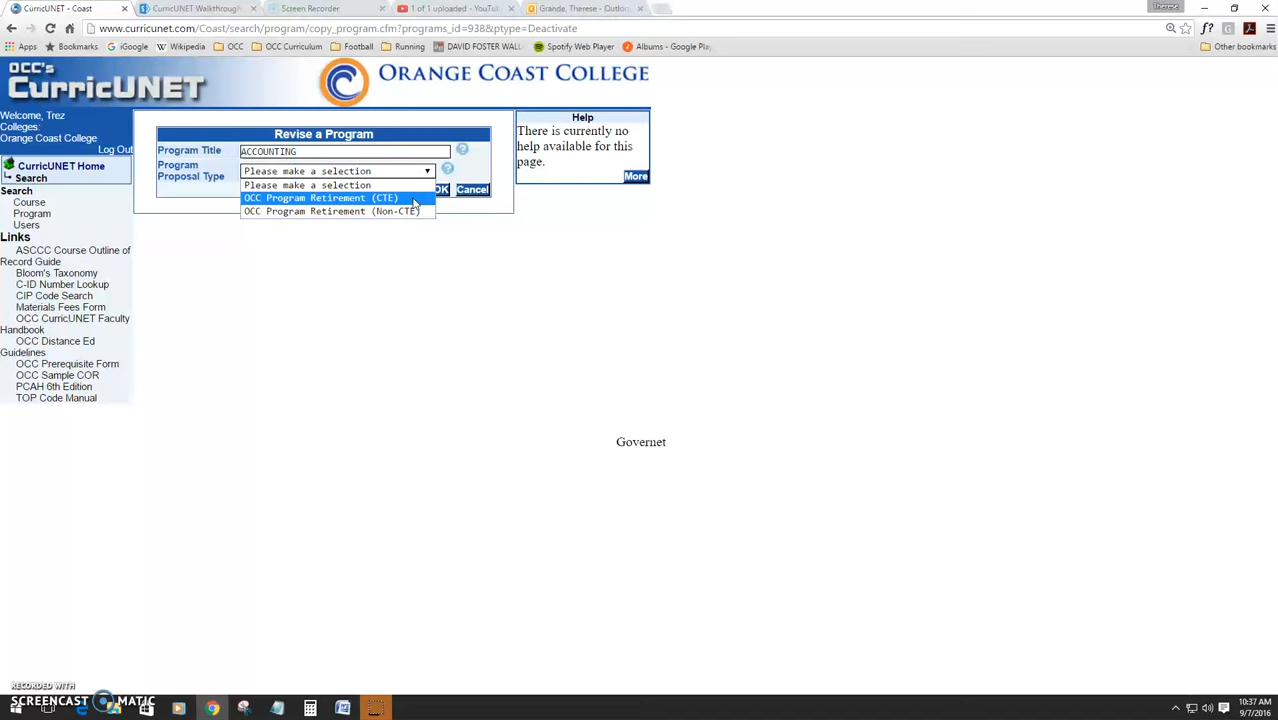 CurricUNET - Coast
CurricUNET Walkthrough
Screen Recorder
1 of 1 uploaded - YouTu
Grande, Therese - Outlo
Therese
www.curricunet.com/Coast/search/program/copy_program.cfm?programs_id=938&ptype=Deactivate
Apps
Bookmarks
iGoogle
Wikipedia
OCC
OCC Curriculum
Football
Running
DAVID FOSTER WALL
Spotify Web Player
Albums - Google Play
Other bookmarks
OCC's
CurricUNET
ORANGE COAST COLLEGE
Welcome, Trez
Colleges:
Orange Coast College
Log Out
CurricUNET Home
Search
Search
Course
Program
Users
Links
ASCCC Course Outline of
Record Guide
Bloom's Taxonomy
C-ID Number Lookup
CIP Code Search
Materials Fees Form
OCC CurricUNET Faculty
Handbook
OCC Distance Ed
Guidelines
OCC Prerequisite Form
OCC Sample COR
PCAH 6th Edition
TOP Code Manual
Revise a Program
Program Title
ACCOUNTING
Program
Proposal Type
Please make a selection
Please make a selection
OCC Program Retirement (CTE)
OCC Program Retirement (Non-CTE)
OK
Cancel
Help
There is currently no
help available for this
page.
More
Governet
RECORDED WITH
SCREENCAST MATIC
10:37 AM
9/7/2016